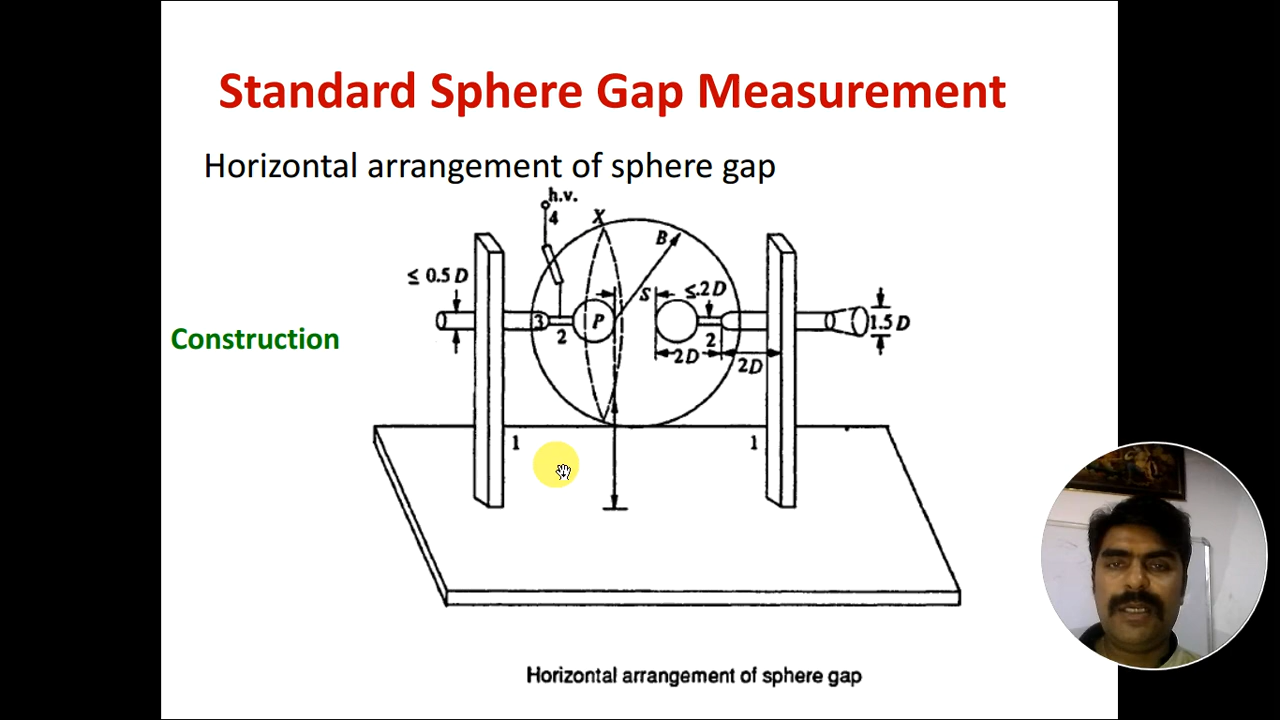 Standard Sphere Gap Measurement
Horizontal arrangement of sphere gap
h.v.
4
X
B
≤ 0.5 D
S
≤.2D
3
P
1.5 D
2
2
Construction
2D
2D
1
1
Horizontal arrangement of sphere gap